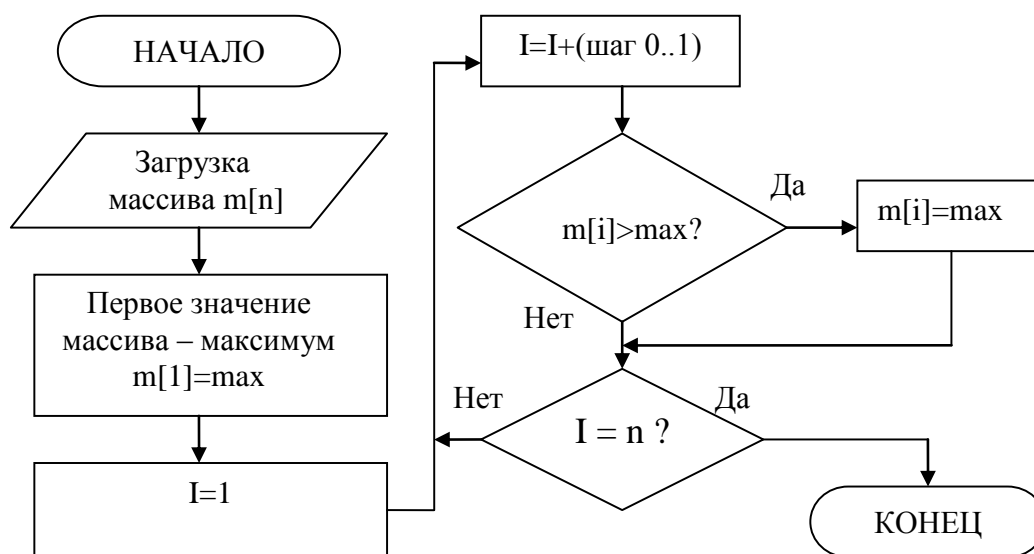 НАЧАЛО
Загрузка
массива m[n]
Первое значение
массива – максимум
m[1]=max
I=1
I=I+(шаг 0..1)
m[i]>max?
Да
m[i]=max
Нет
I = n ?
Нет
Да
КОНЕЦ